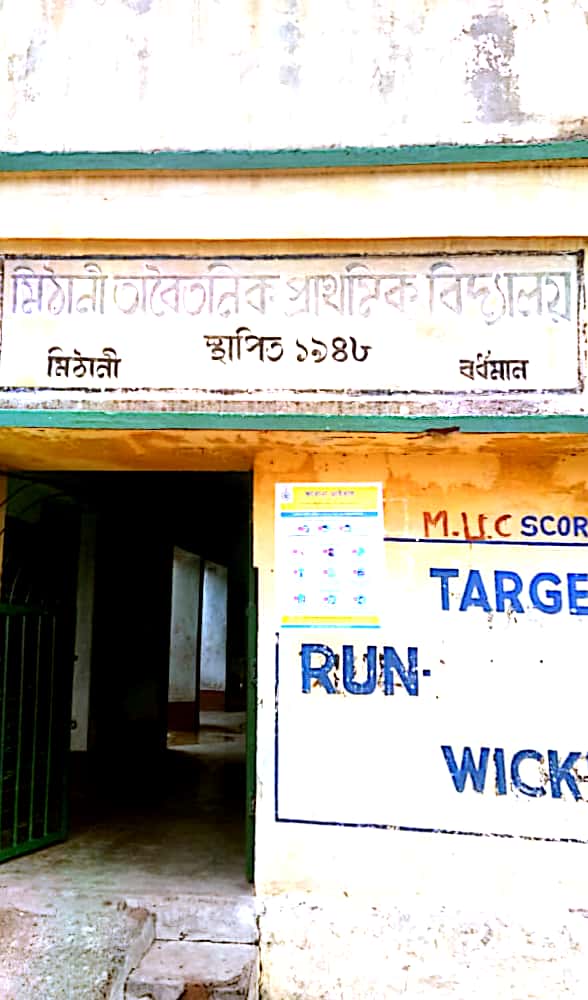 মিঠানী অবৈতনিক প্রাথমিক বিদ্যালয়
স্থাপিত ১৯৪৮
মিঠানী বর্ধমান
M.U.C SCOR
TARGE
RUN-
WICK